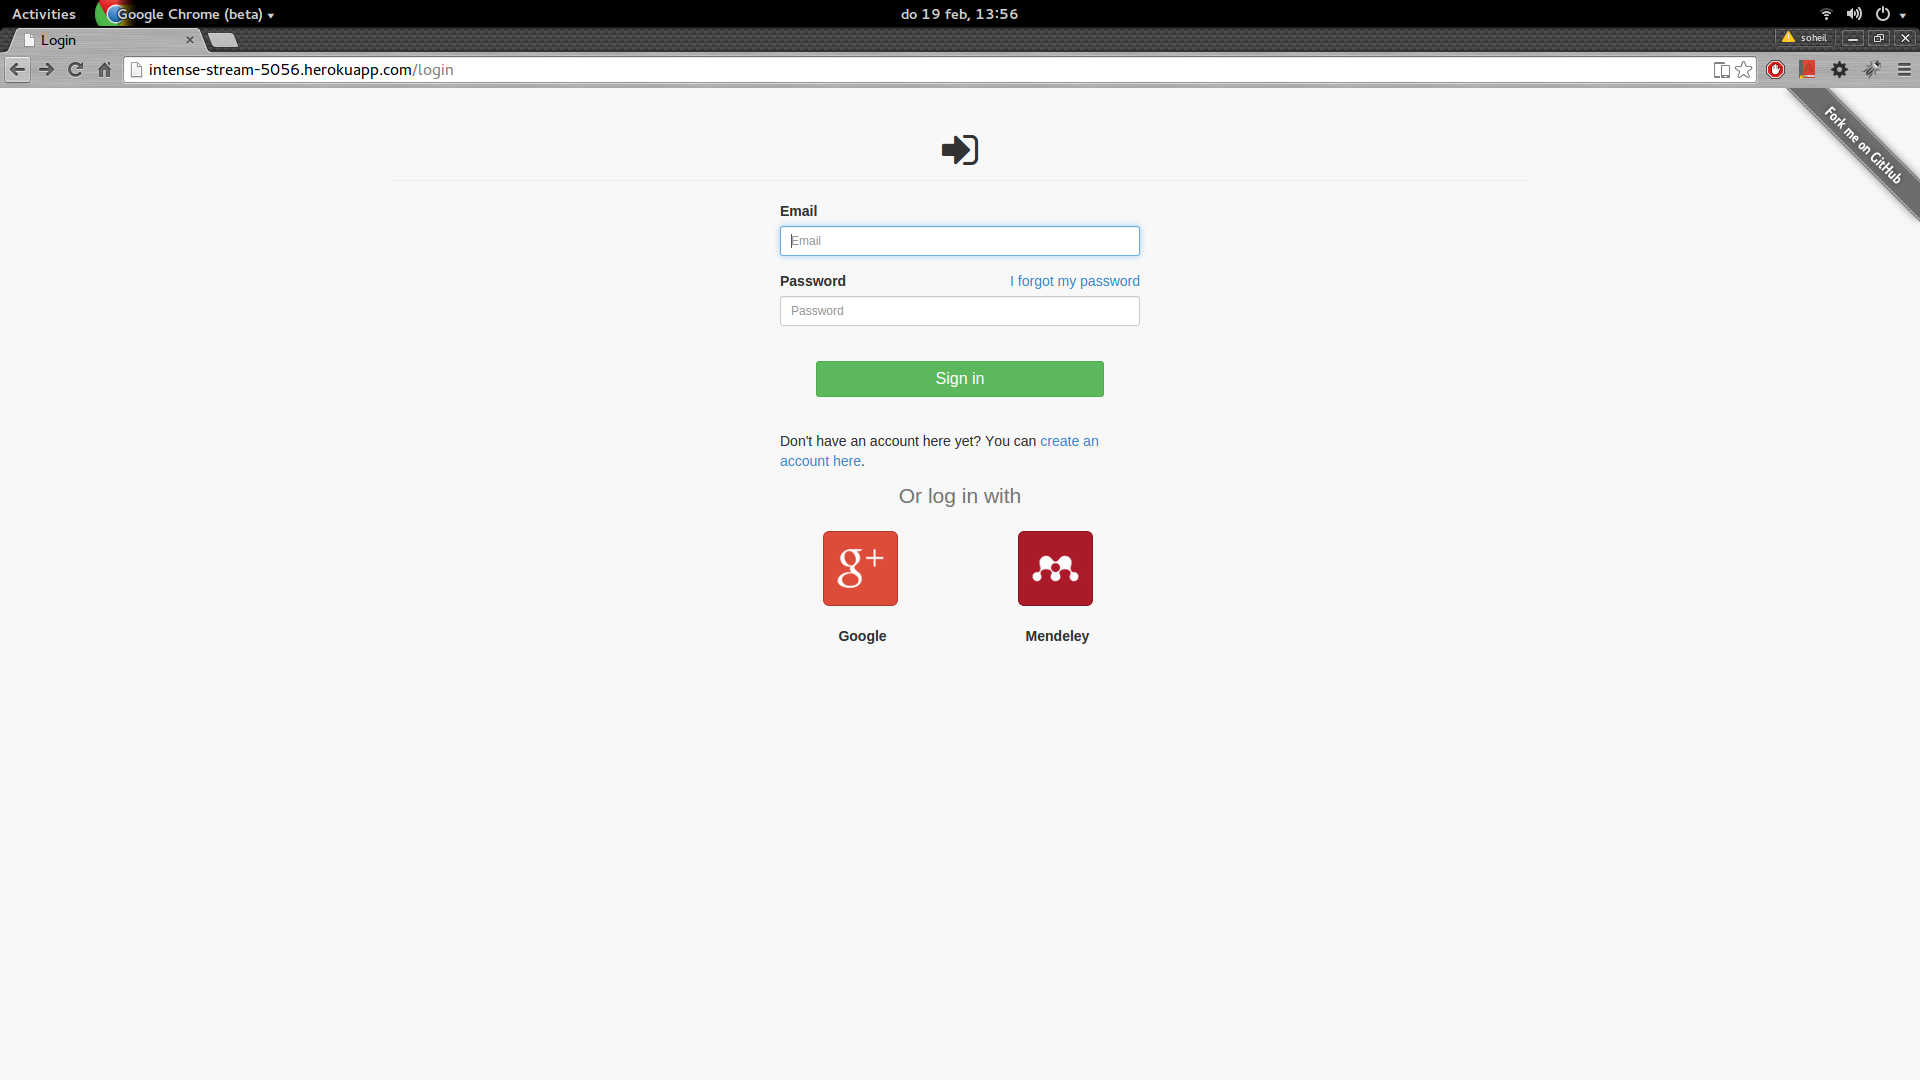 Activities
Google Chrome (beta)
do 19 feb, 13:56
Login
soheil
intense-stream-5056.herokuapp.com/login
Fork me on GitHub
Email
Email
Password
I forgot my password
Password
Sign in
Don't have an account here yet? You can create an
account here.
Or log in with
g+
Google
Mendeley